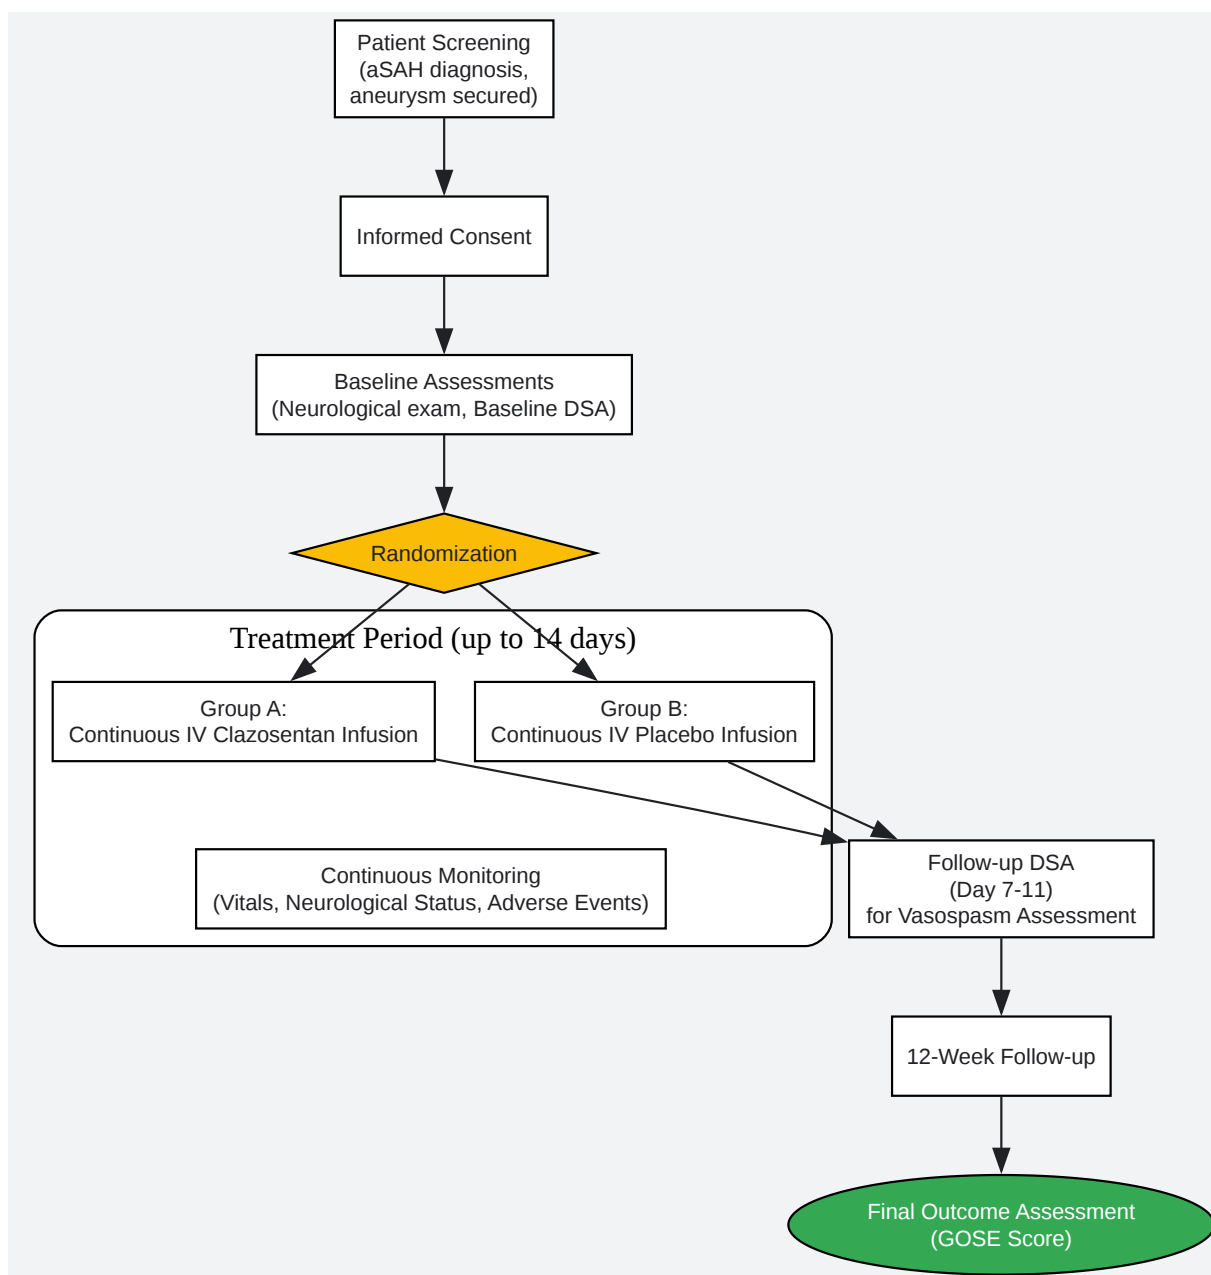 Patient Screening
(aSAH diagnosis,
aneurysm secured)
Informed Consent
Baseline Assessments
(Neurological exam, Baseline DSA)
Randomization
Treatment Period (up to 14 days)
Group A:
Continuous IV Clazosentan Infusion
Group B:
Continuous IV Placebo Infusion
Continuous Monitoring
(Vitals, Neurological Status, Adverse Events)
Follow-up DSA
(Day 7-11)
for Vasospasm Assessment
12-Week Follow-up
Final Outcome Assessment
(GOSE Score)